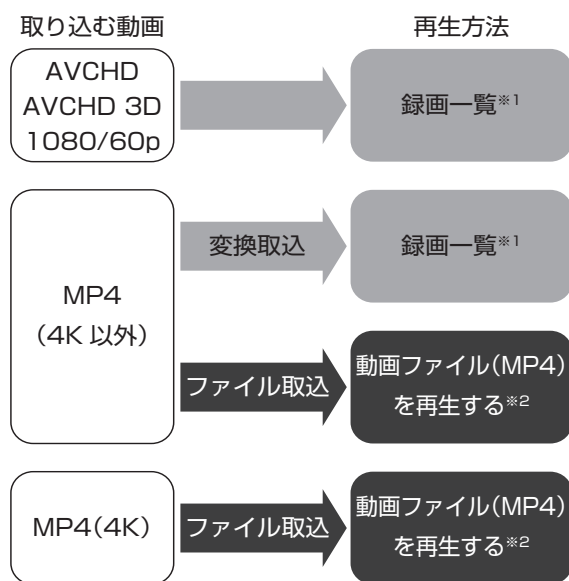 取り込む動画
再生方法
AVCHD
AVCHD 3D
1080/60p
録画一覧※1
MP4
(4K 以外)
変換取込
録画一覧※1
ファイル取込
動画ファイル(MP4)
を再生する※2
MP4(4K)
ファイル取込
動画ファイル(MP4)
を再生する※2